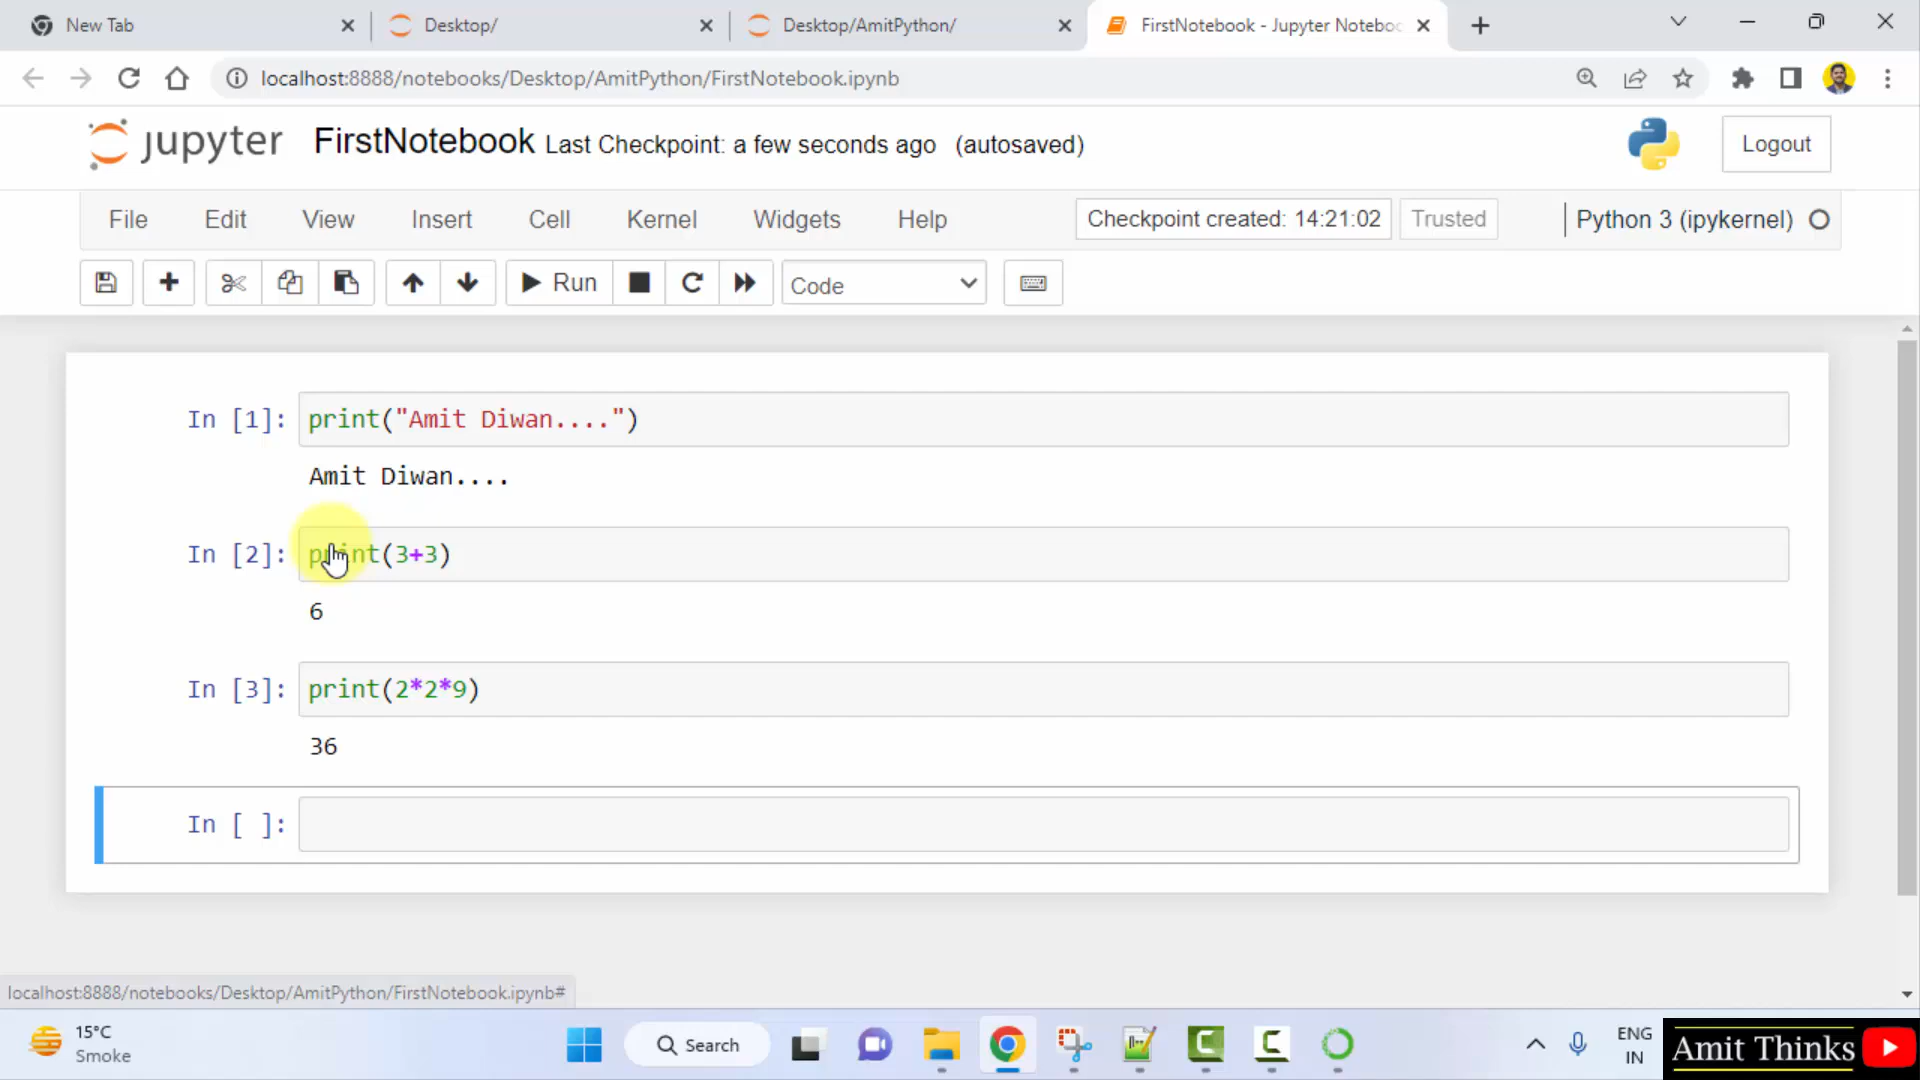 New Tab
Desktop/
Desktop/AmitPython/
FirstNotebook - Jupyter Noteboo
localhost:8888/notebooks/Desktop/AmitPython/FirstNotebook.ipynb
jupyter FirstNotebook Last Checkpoint: a few seconds ago (autosaved)
Logout
File Edit View Insert Cell Kernel Widgets Help
Checkpoint created: 14:21:02
Trusted
Python 3 (ipykernel)
Run
Code
In [1]: print("Amit Diwan....")
Amit Diwan....
In [2]: print(3+3)
6
In [3]: print(2*2*9)
36
In [ ]:
localhost:8888/notebooks/Desktop/AmitPython/FirstNotebook.ipynb#
15°C
Smoke
Search
ENG
IN
Amit Thinks